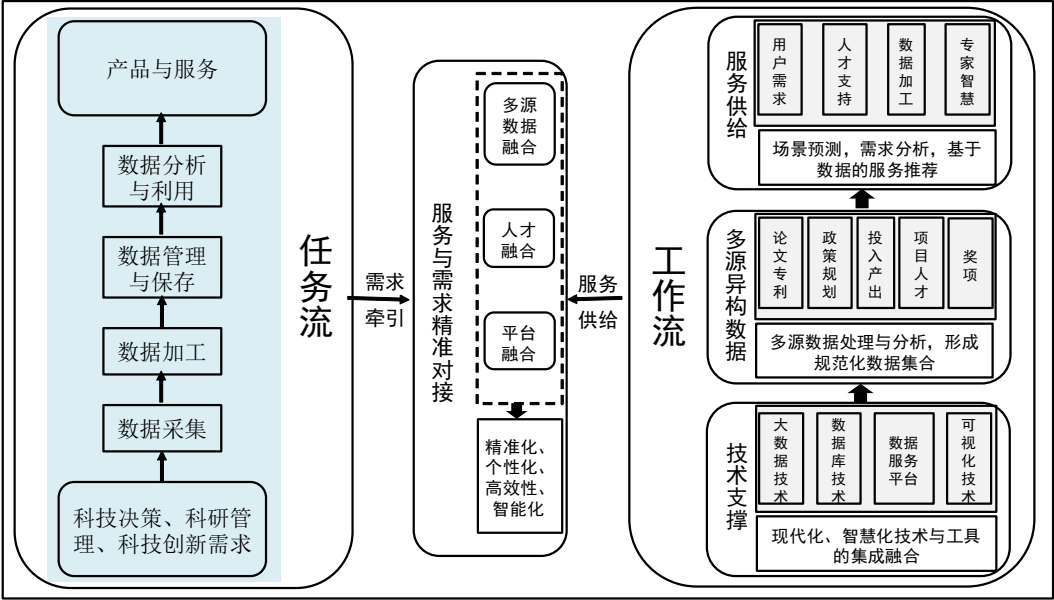 产品与服务
数据分析
与利用
数据管理
与保存
数据加工
数据采集
科技决策、科研管
理、科技创新需求
任务流
需求
牵引
服务与需求精准对接
多源
数据
融合
人才
融合
平台
融合
精准化、
个性化、
高效性、
智能化
服务
供给
工作流
服务供给
用户需求
人才支持
数据加工
专家智慧
场景预测，需求分析，基于
数据的服务推荐
多源异构数据
论文专利
政策规划
投入产出
项目人才
奖项
多源数据处理与分析，形成
规范化数据集合
技术支撑
大数据技术
数据库技术
数据
服务
平台
可视化技术
现代化、智慧化技术与工具
的集成融合